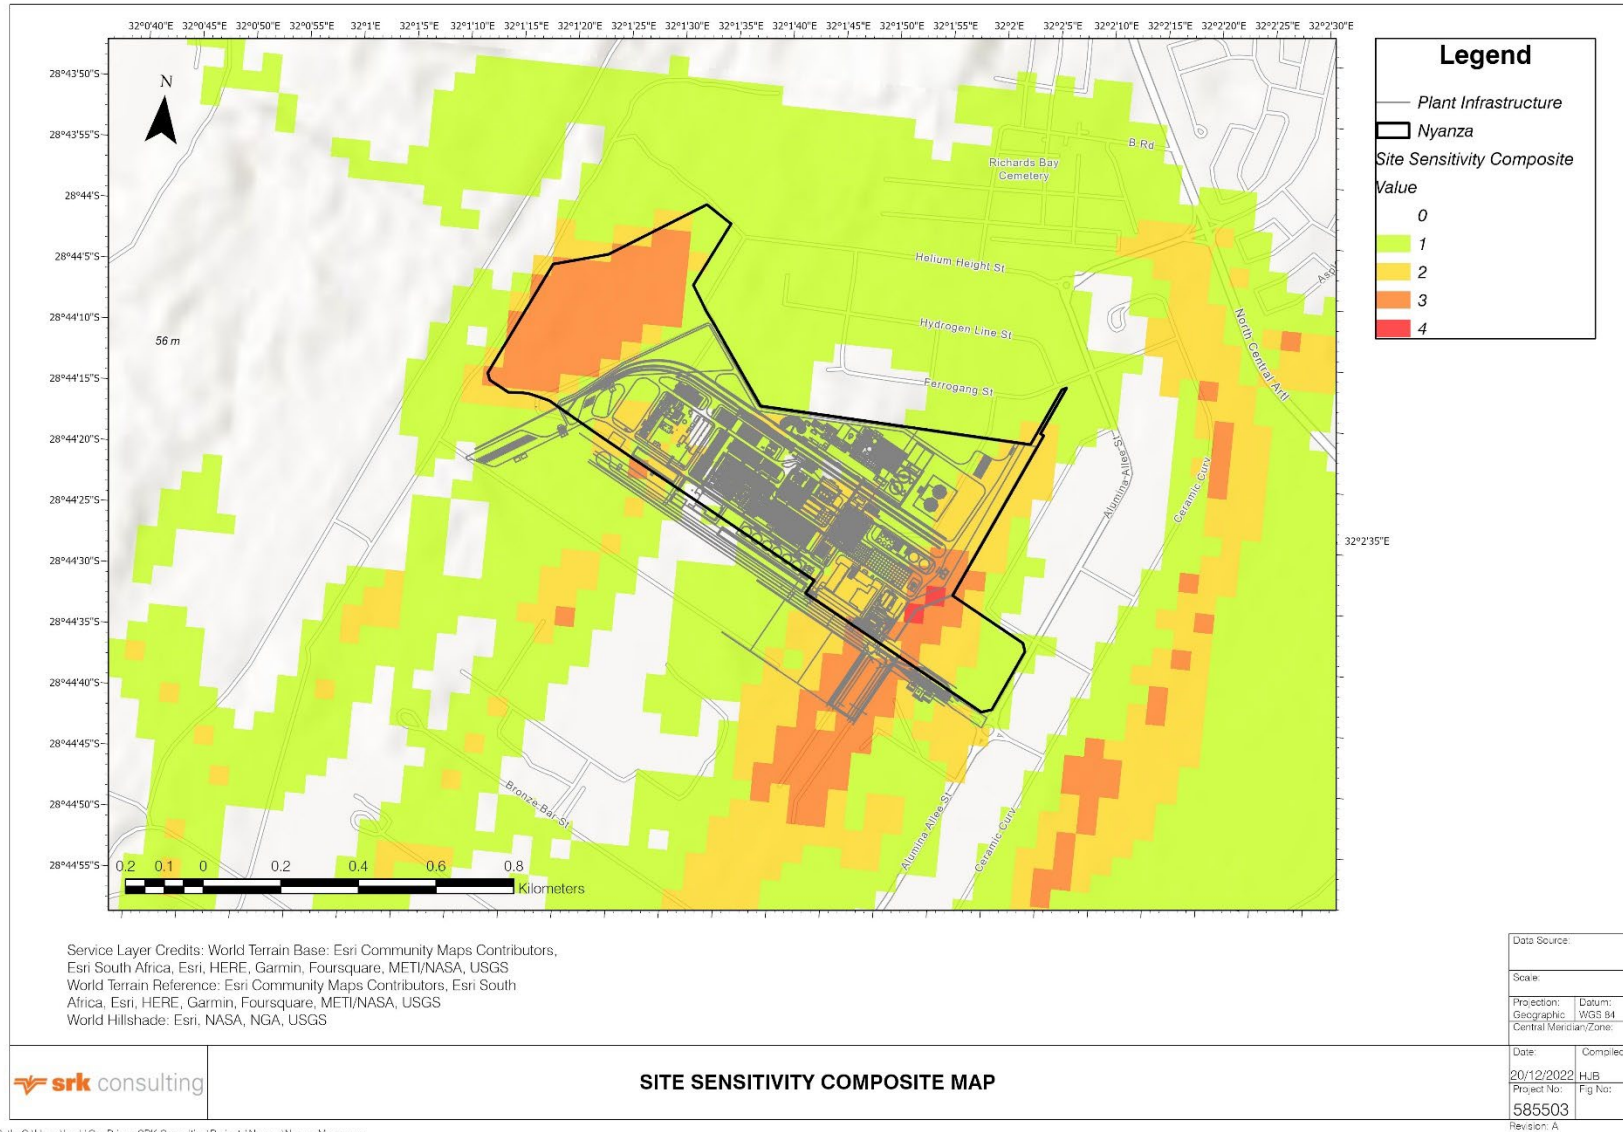 32°0'40"E 32°0'45"E 32°0'50"E 32°0'55"E 32°1'E 32°1'5"E 32°1'10"E 32°1'15"E 32°1'20"E 32°1'25"E 32°1'30"E 32°1'35"E 32°1'40"E 32°1'45"E 32°1'50"E 32°1'55"E 32°2'E 32°2'5"E 32°2'10"E 32°2'15"E 32°2'20"E 32°2'25"E 32°2'30"E
28°43'50"S
28°43'55"S
28°44'S
28°44'5"S
28°44'10"S
28°44'15"S
28°44'20"S
28°44'25"S
28°44'30"S
28°44'35"S
28°44'40"S
28°44'45"S
28°44'50"S
28°44'55"S
32°2'35"E
N
56 m
B Rd
Richards Bay
Cemetery
Helium Height St
Hydrogen Line St
Ferrogang St
North Central Artl
Alumina Allee St
Ceramic Curv
Bronze Bar St
Alumina Allee St
Ceramic Curv
0.2 0.1 0 0.2 0.4 0.6 0.8
Kilometers
Legend
Plant Infrastructure
Nyanza
Site Sensitivity Composite
Value
0
1
2
3
4
Service Layer Credits: World Terrain Base: Esri Community Maps Contributors,
Esri South Africa, Esri, HERE, Garmin, Foursquare, METI/NASA, USGS
World Terrain Reference: Esri Community Maps Contributors, Esri South
Africa, Esri, HERE, Garmin, Foursquare, METI/NASA, USGS
World Hillshade: Esri, NASA, NGA, USGS
srk consulting
SITE SENSITIVITY COMPOSITE MAP
Data Source:
Scale:
Projection: Datum:
Geographic WGS 84
Central Meridian/Zone:
Date: Compiled
20/12/2022 HJB
Project No: Fig No:
585503
Revision: A